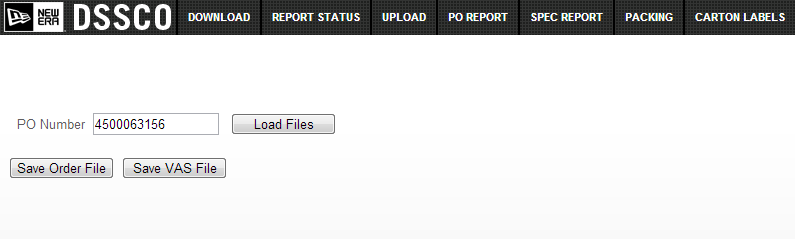 NEW ERA DSSCO DOWNLOAD REPORT STATUS UPLOAD PO REPORT SPEC REPORT PACKING CARTON LABELS
PO Number 4500063156 Load Files
Save Order File Save VAS File